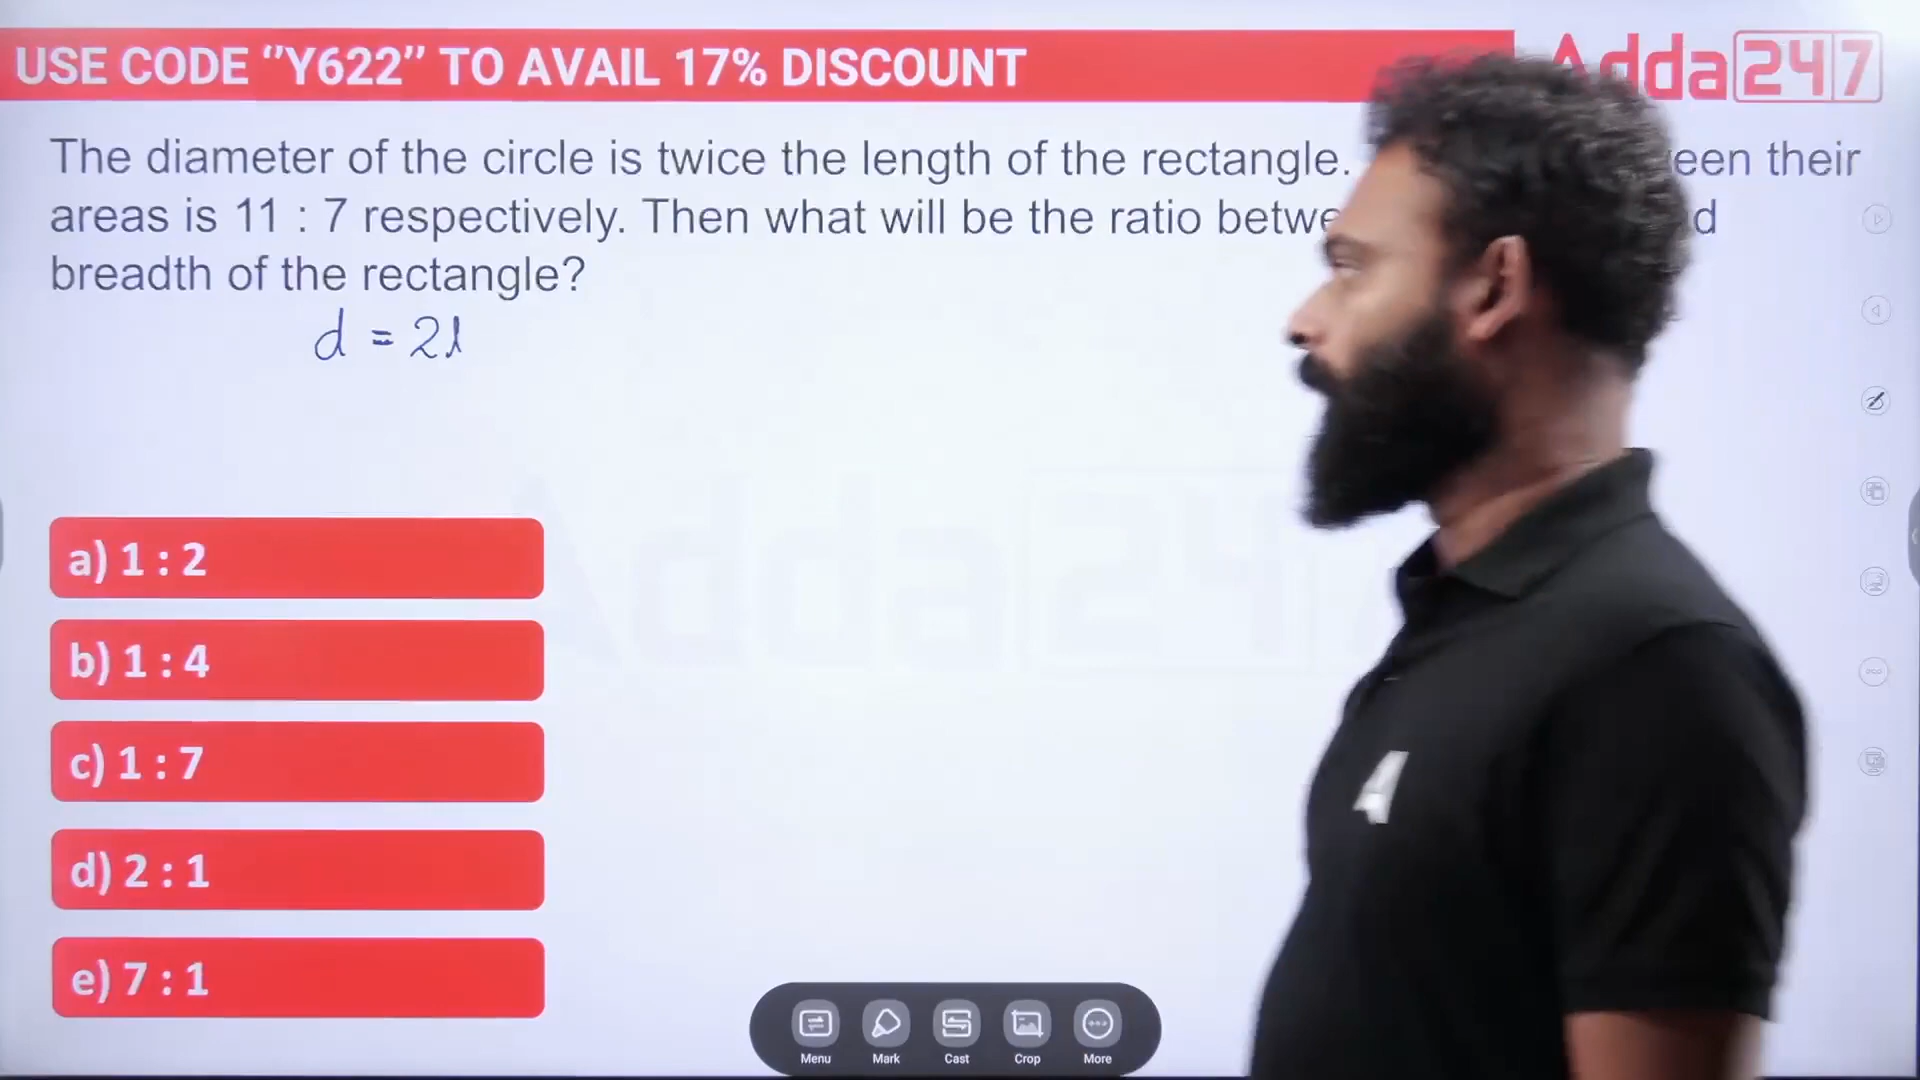 USE CODE “Y622” TO AVAIL 17% DISCOUNT
Adda247
The diameter of the circle is twice the length of the rectangle. their
areas is 11 : 7 respectively. Then what will be the ratio
breadth of the rectangle?
d = 2l
a) 1 : 2
b) 1 : 4
c) 1 : 7
d) 2 : 1
e) 7 : 1
A
Menu Mark Cast Crop More